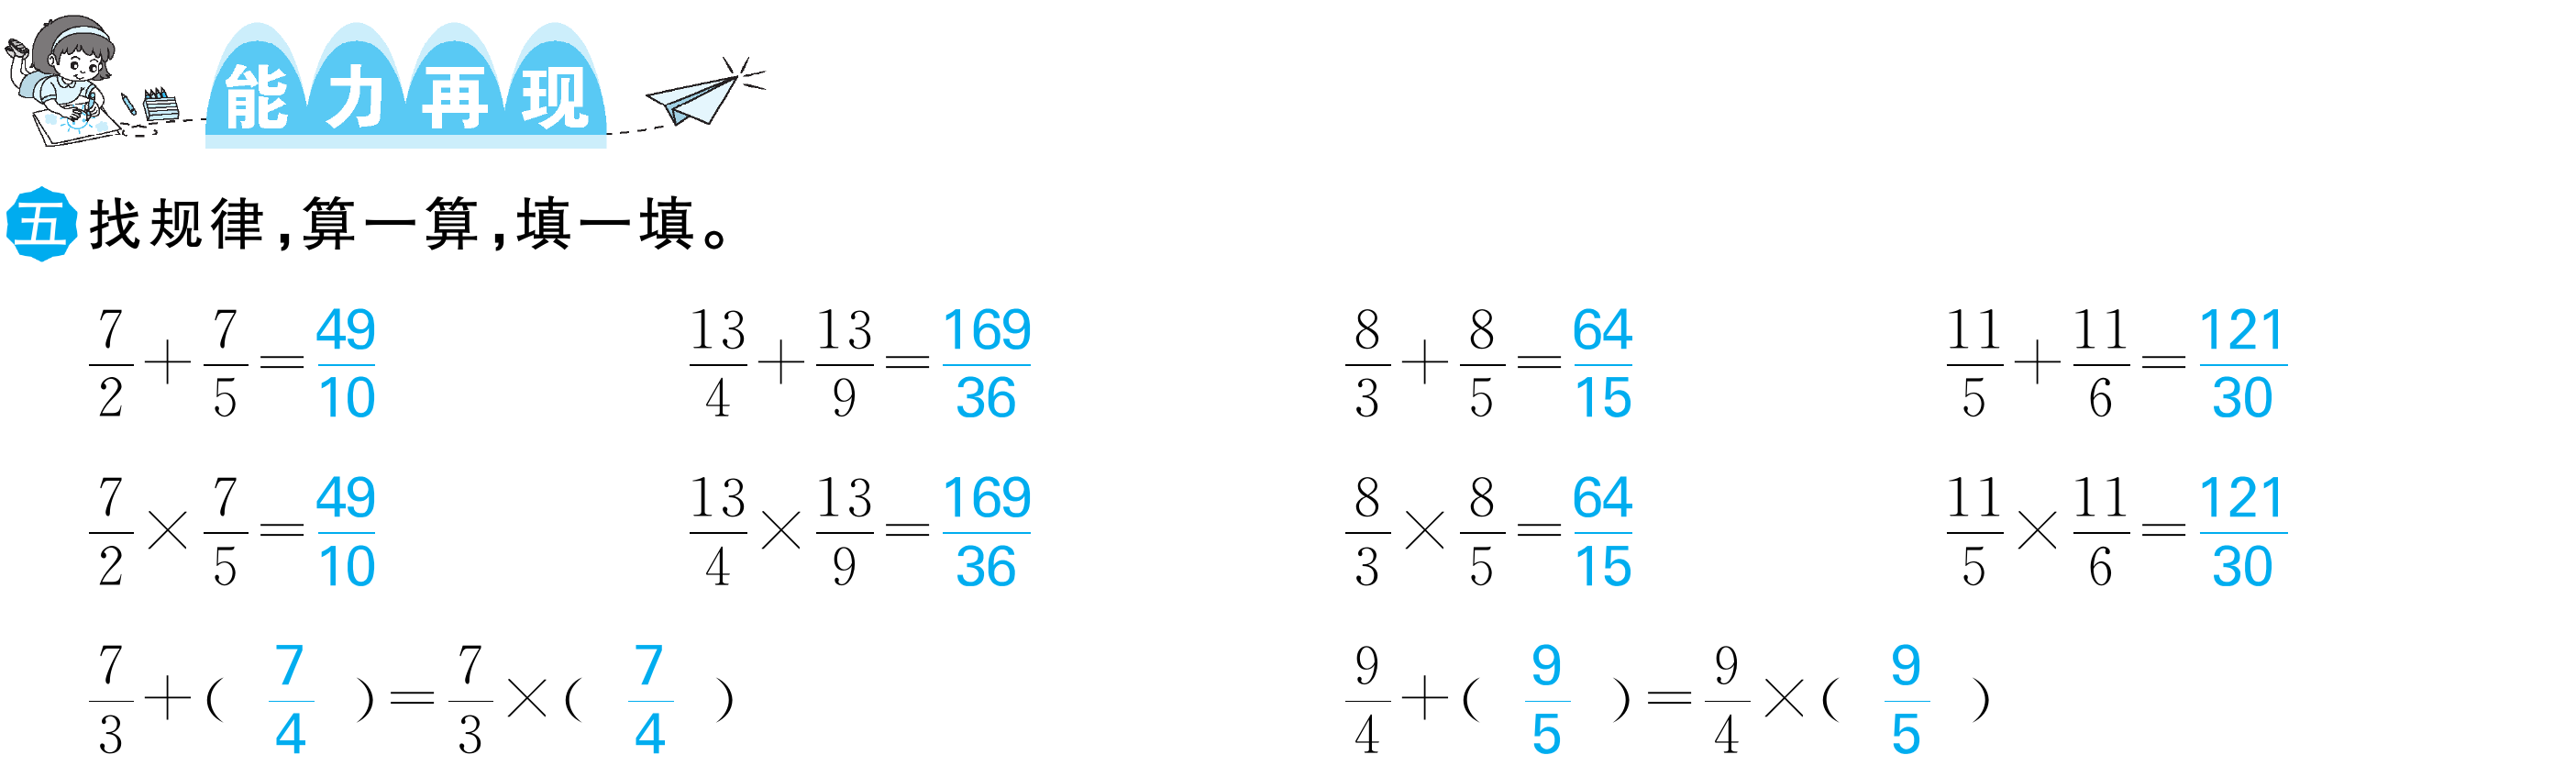 能力再现
五 找规律,算一算,填一填。
7/2+7/5=49/10 13/4+13/9=169/36 8/3+8/5=64/15 11/5+11/6=121/30
7/2×7/5=49/10 13/4×13/9=169/36 8/3×8/5=64/15 11/5×11/6=121/30
7/3+( 7/4 )=7/3×( 7/4 ) 9/4+( 9/5 )=9/4×( 9/5 )